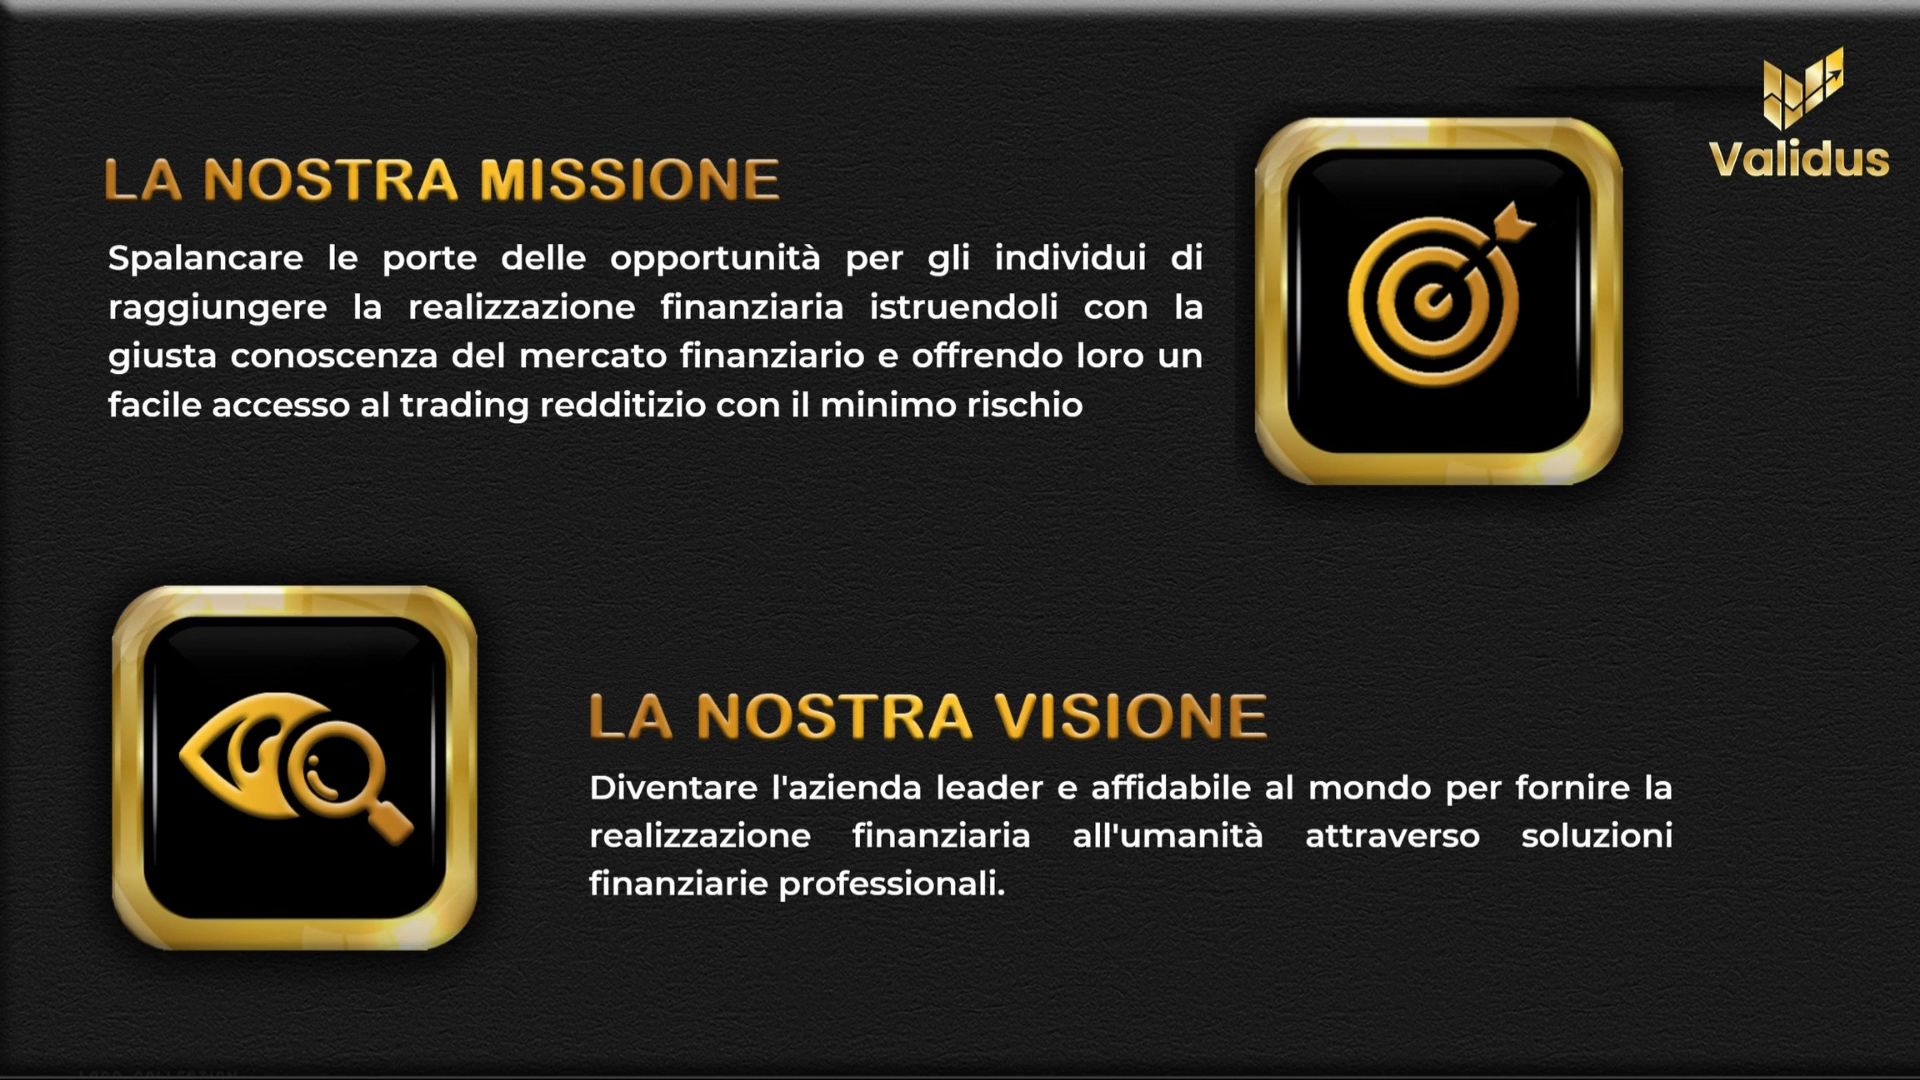 Validus
LA NOSTRA MISSIONE
Spalancare le porte delle opportunità per gli individui di
raggiungere la realizzazione finanziaria istruendoli con la
giusta conoscenza del mercato finanziario e offrendo loro un
facile accesso al trading redditizio con il minimo rischio
LA NOSTRA VISIONE
Diventare l'azienda leader e affidabile al mondo per fornire la
realizzazione finanziaria all'umanità attraverso soluzioni
finanziarie professionali.